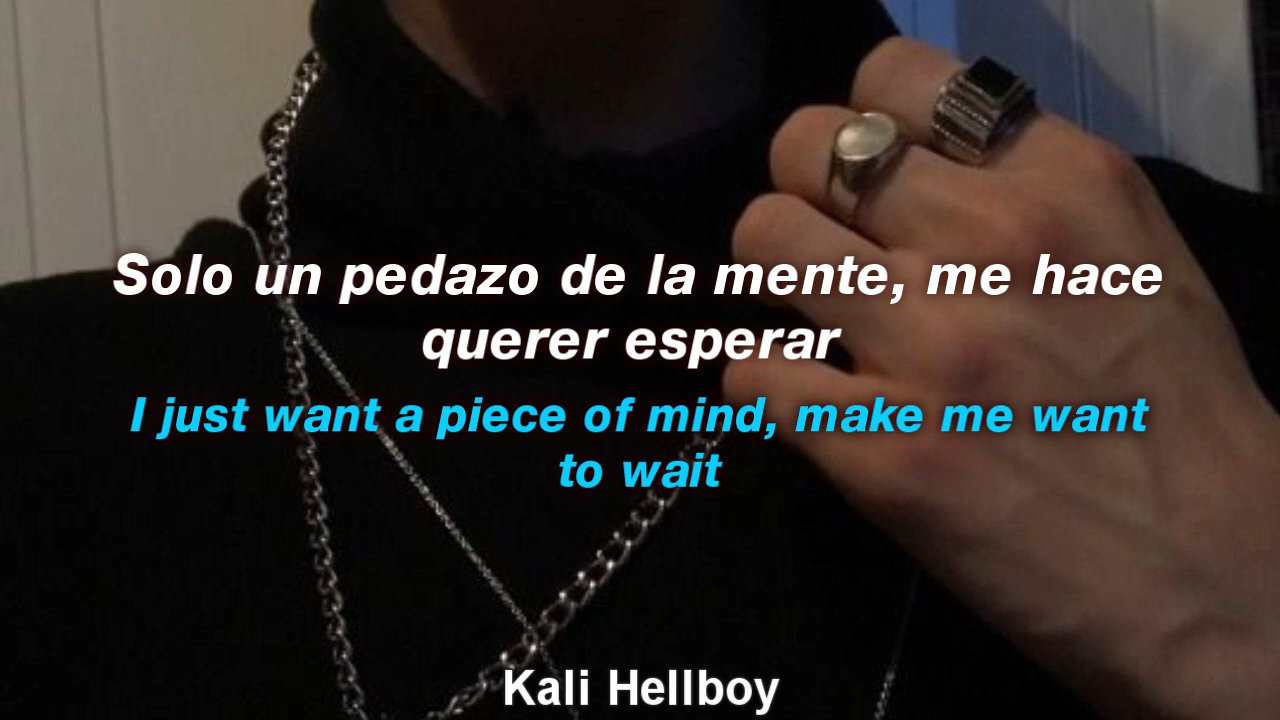 Solo un pedazo de la mente, me hace
querer esperar
I just want a piece of mind, make me want
to wait
Kali Hellboy